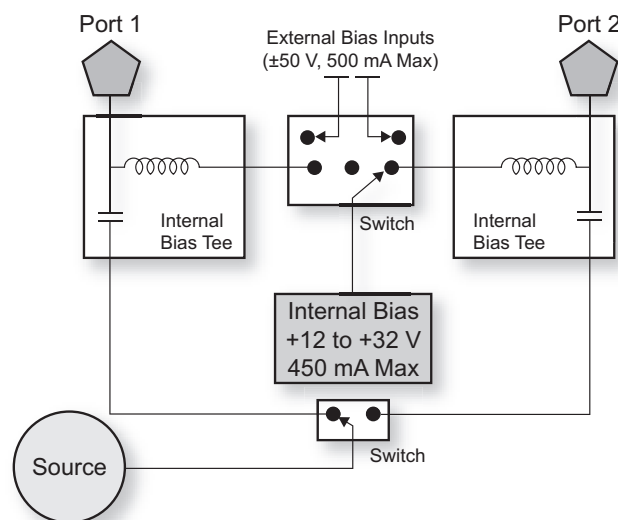 Port 1
Port 2
External Bias Inputs
(±50 V, 500 mA Max)
Internal
Bias Tee
Switch
Internal
Bias Tee
Internal Bias
+12 to +32 V
450 mA Max
Source
Switch